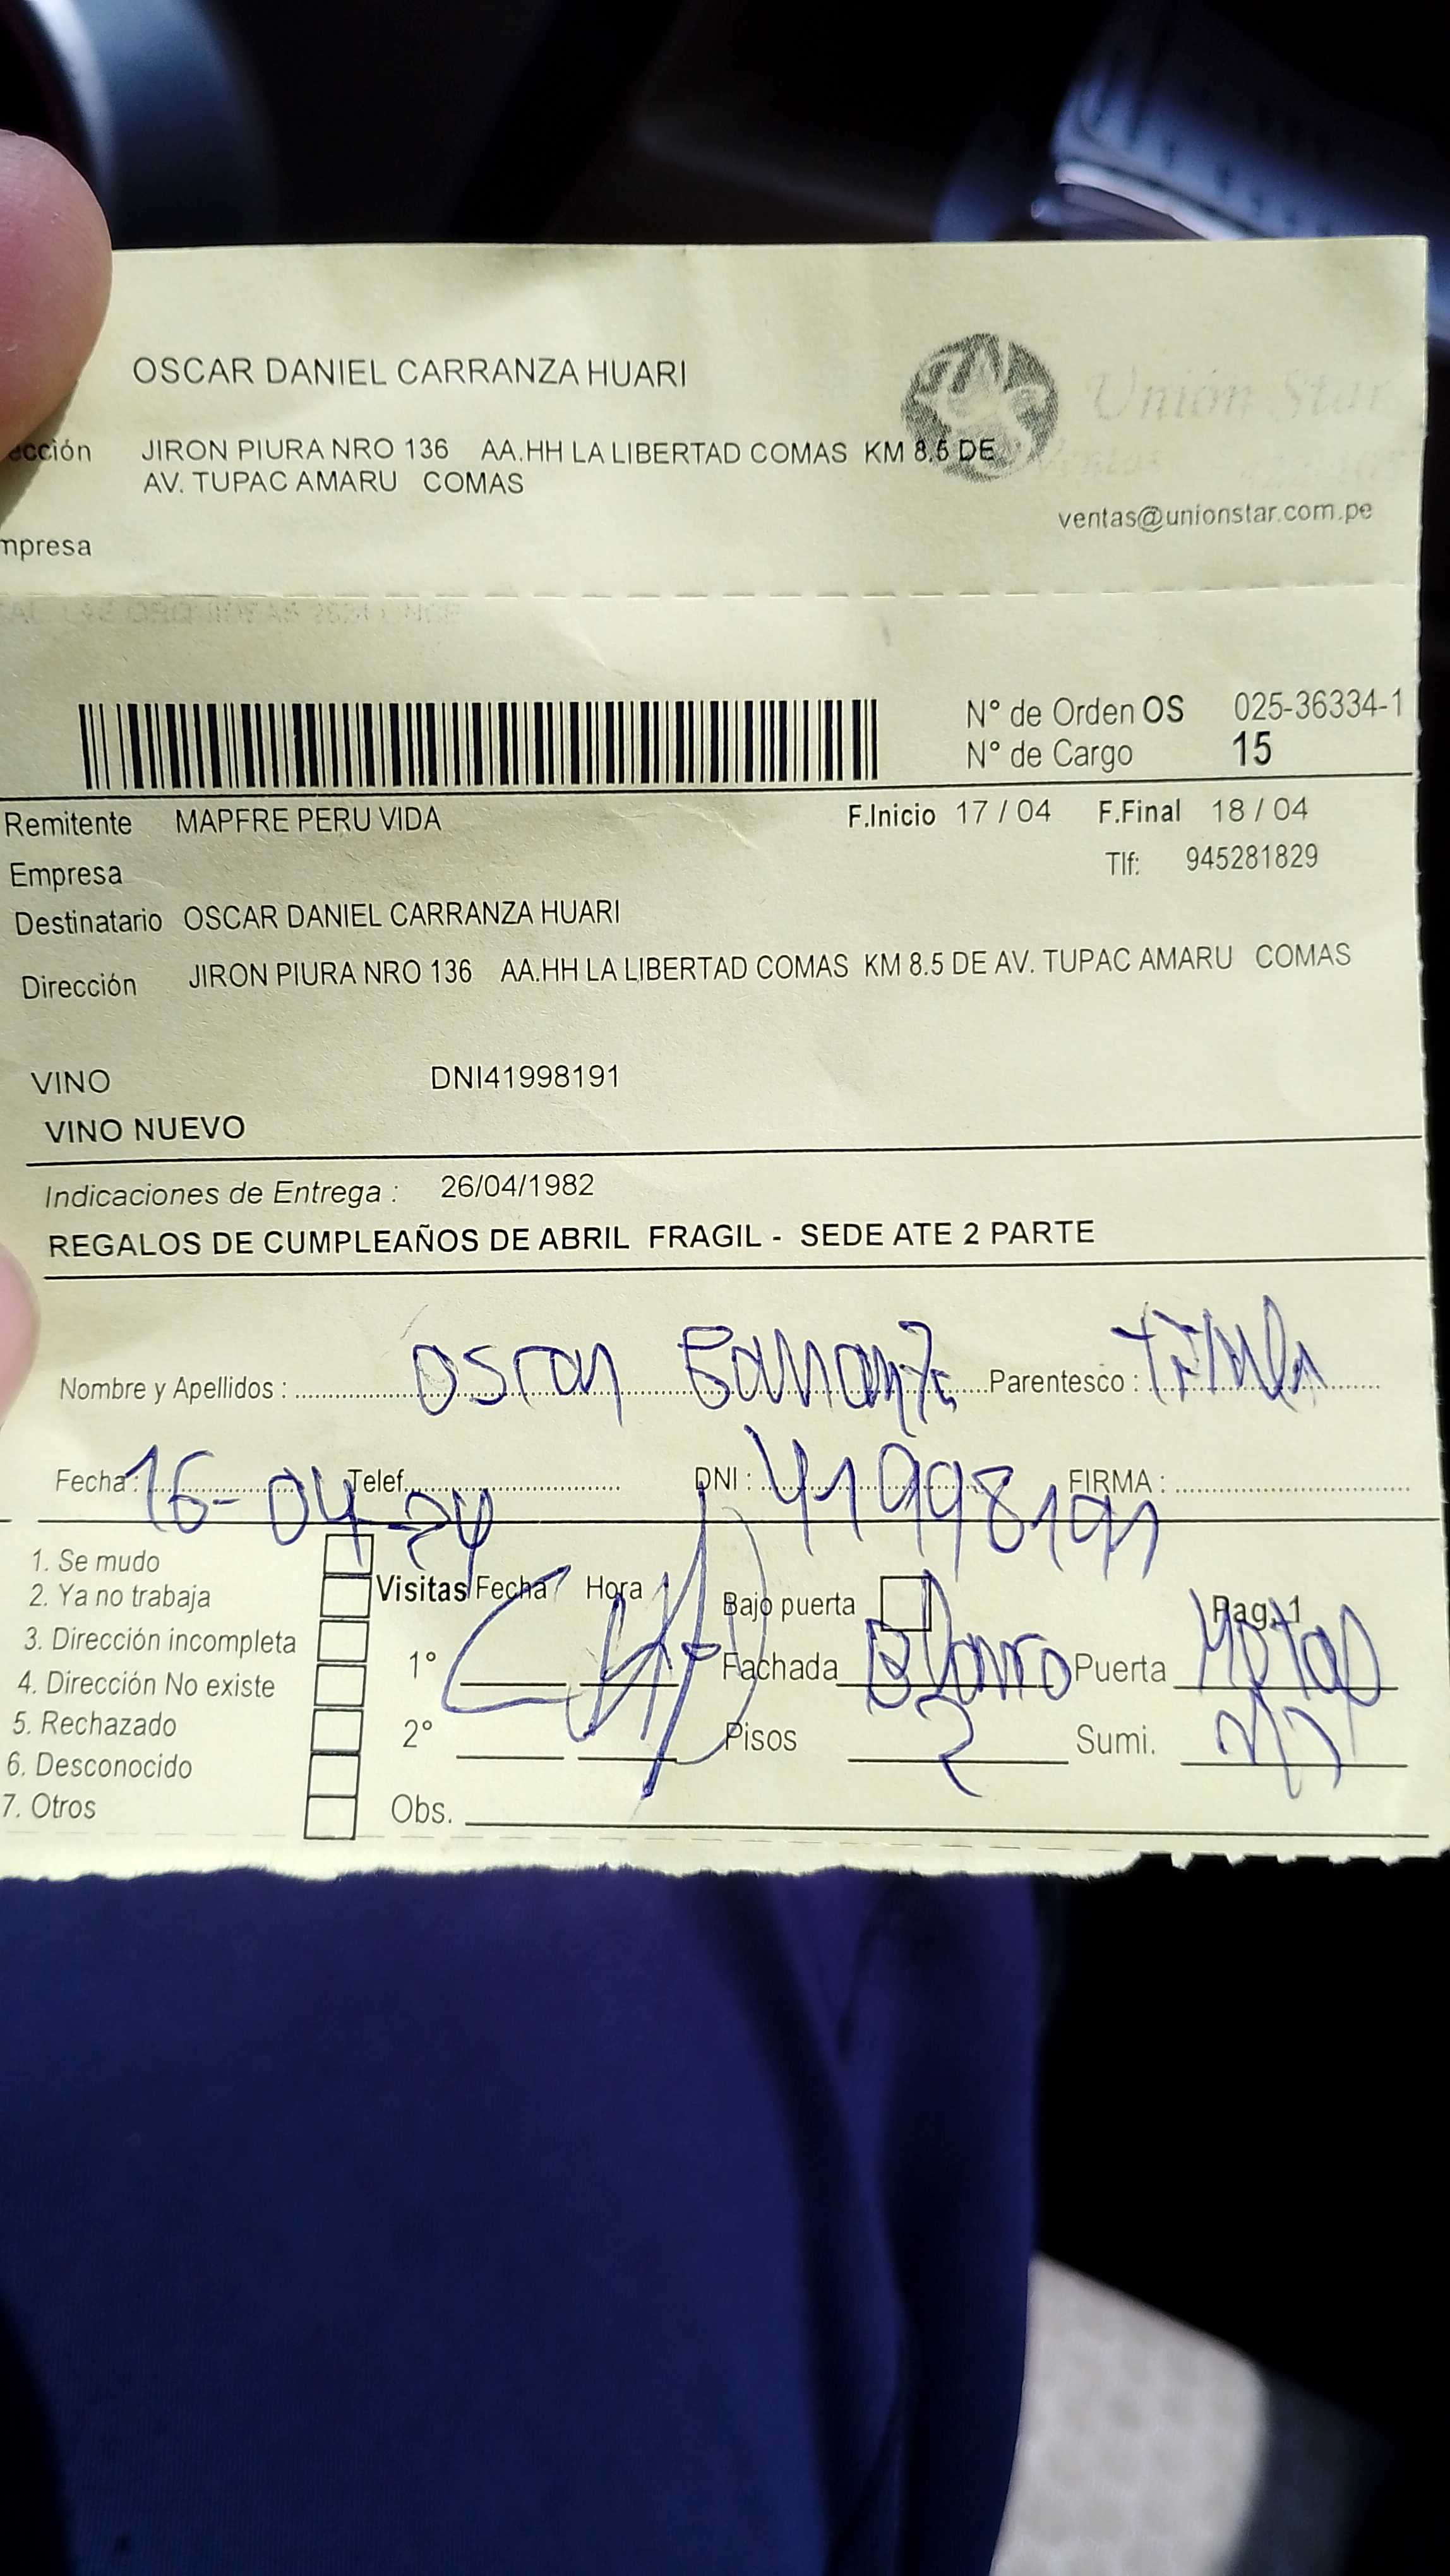 OSCAR DANIEL CARRANZA HUARI
Unión Star
ección JIRON PIURA NRO 136 AA.HH LA LIBERTAD COMAS KM 8.5 DE
AV. TUPAC AMARU COMAS
ventas@unionstar.com.pe
mpresa
N° de Orden OS 025-36334-1
N° de Cargo 15
Remitente MAPFRE PERU VIDA F.Inicio 17 / 04 F.Final 18 / 04
Empresa Tlf: 945281829
Destinatario OSCAR DANIEL CARRANZA HUARI
Dirección JIRON PIURA NRO 136 AA.HH LA LIBERTAD COMAS KM 8.5 DE AV. TUPAC AMARU COMAS
VINO DNI41998191
VINO NUEVO
Indicaciones de Entrega : 26/04/1982
REGALOS DE CUMPLEAÑOS DE ABRIL FRAGIL - SEDE ATE 2 PARTE
Nombre y Apellidos : Oscar Parentesco :
Fecha : 16-04-24 Telef. DNI : 41998191 FIRMA :
1. Se mudo
2. Ya no trabaja
3. Dirección incompleta
4. Dirección No existe
5. Rechazado
6. Desconocido
7. Otros
Visitas Fecha Hora
1°
2°
Obs.
Bajo puerta Pag. 1
Fachada Blanco Puerta
Pisos 2 Sumi.